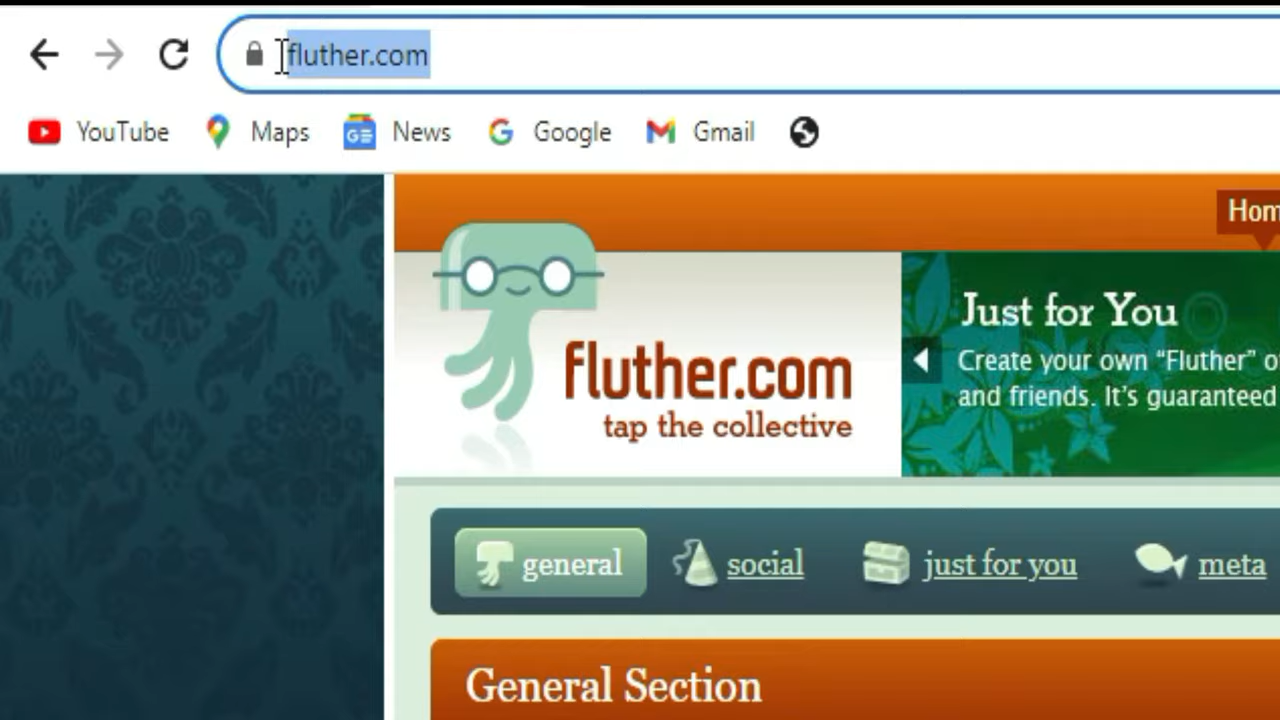 fluther.com
YouTube Maps News Google Gmail
Hom
Just for You
Create your own “Fluther” o
and friends. It’s guaranteed
fluther.com
tap the collective
general social just for you meta
General Section